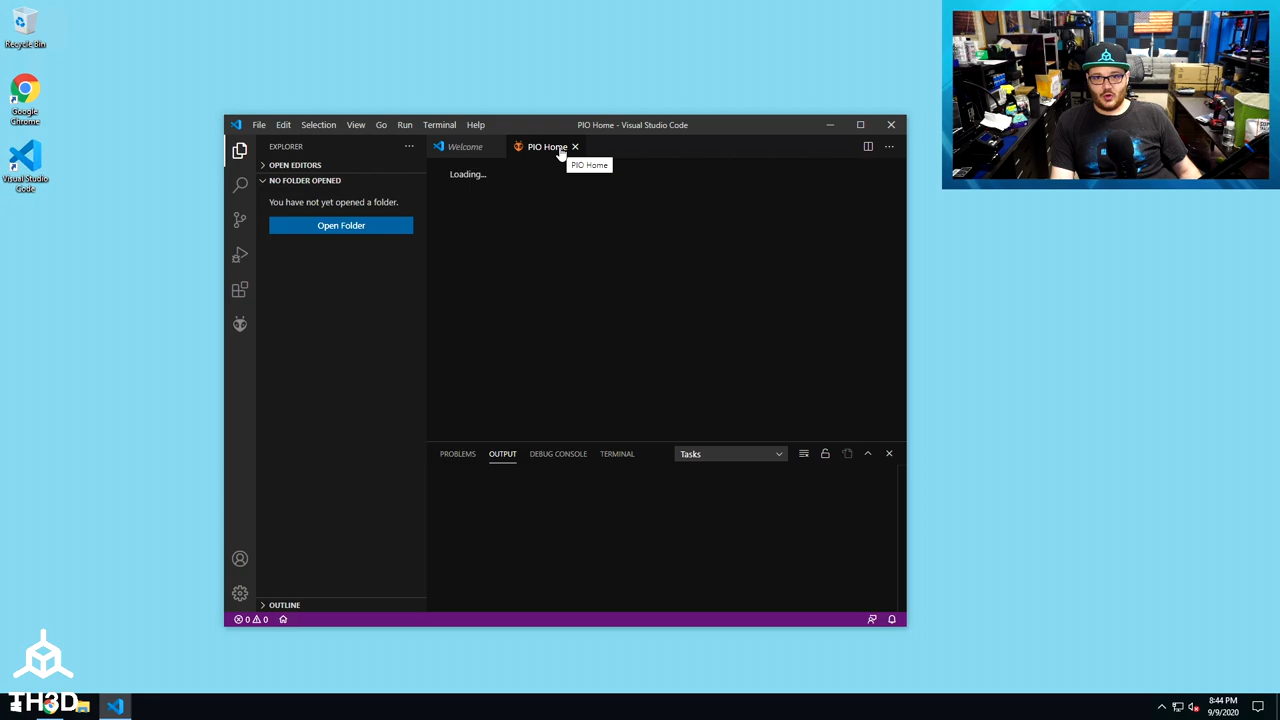 Recycle Bin
Google
Chrome
Visual Studio
Code
File Edit Selection View Go Run Terminal Help
PIO Home - Visual Studio Code
EXPLORER
Welcome
PIO Home
PIO Home
OPEN EDITORS
NO FOLDER OPENED
You have not yet opened a folder.
Open Folder
Loading...
PROBLEMS OUTPUT DEBUG CONSOLE TERMINAL
Tasks
OUTLINE
0 0
TH3D
8:44 PM
9/9/2020